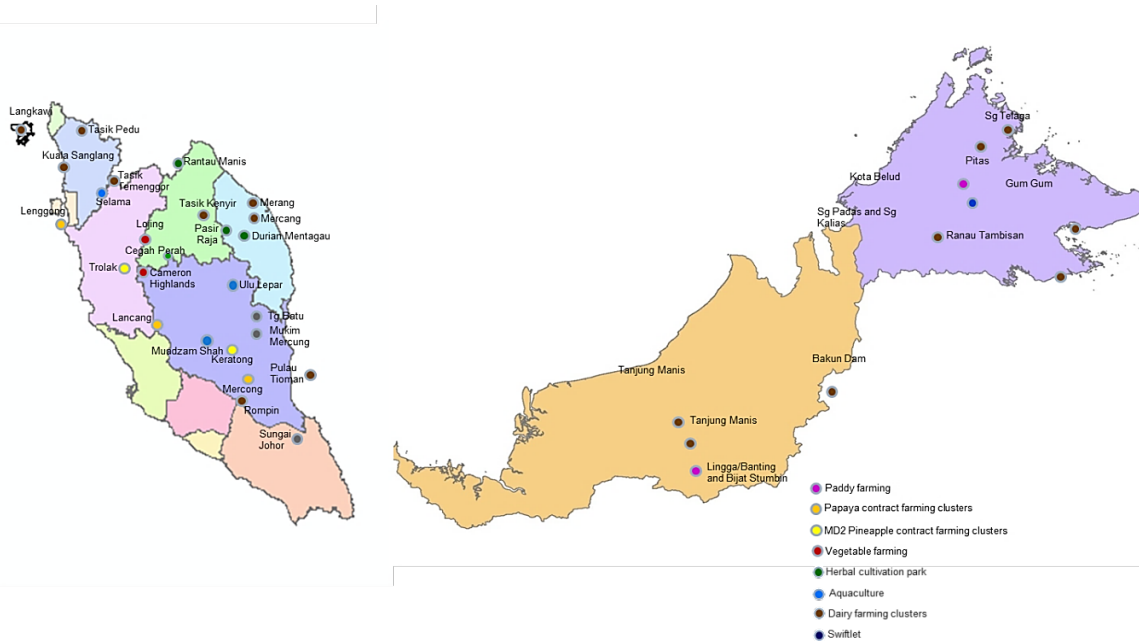 Langkawi
Tasik Pedu
Kuala Sanglang
Tasik
Temenggor
Selama
Lenggong
Rantau Manis
Tasik Kenyir
Merang
Mercang
Pasir
Raja
Durian Mentagau
Lojing
Cegah Perah
Trolak
Cameron
Highlands
Ulu Lepar
Lancang
Tg Batu
Mukim
Mercung
Muadzam Shah
Keratong
Pulau
Tioman
Mercong
Rompin
Sungai
Johor
Sg Telaga
Pitas
Kota Belud
Gum Gum
Sg Padas and Sg
Kalias
Ranau Tambisan
Bakun Dam
Tanjung Manis
Tanjung Manis
Lingga/Banting
and Bijat Stumbin
Paddy farming
Papaya contract farming clusters
MD2 Pineapple contract farming clusters
Vegetable farming
Herbal cultivation park
Aquaculture
Dairy farming clusters
Swiftlet